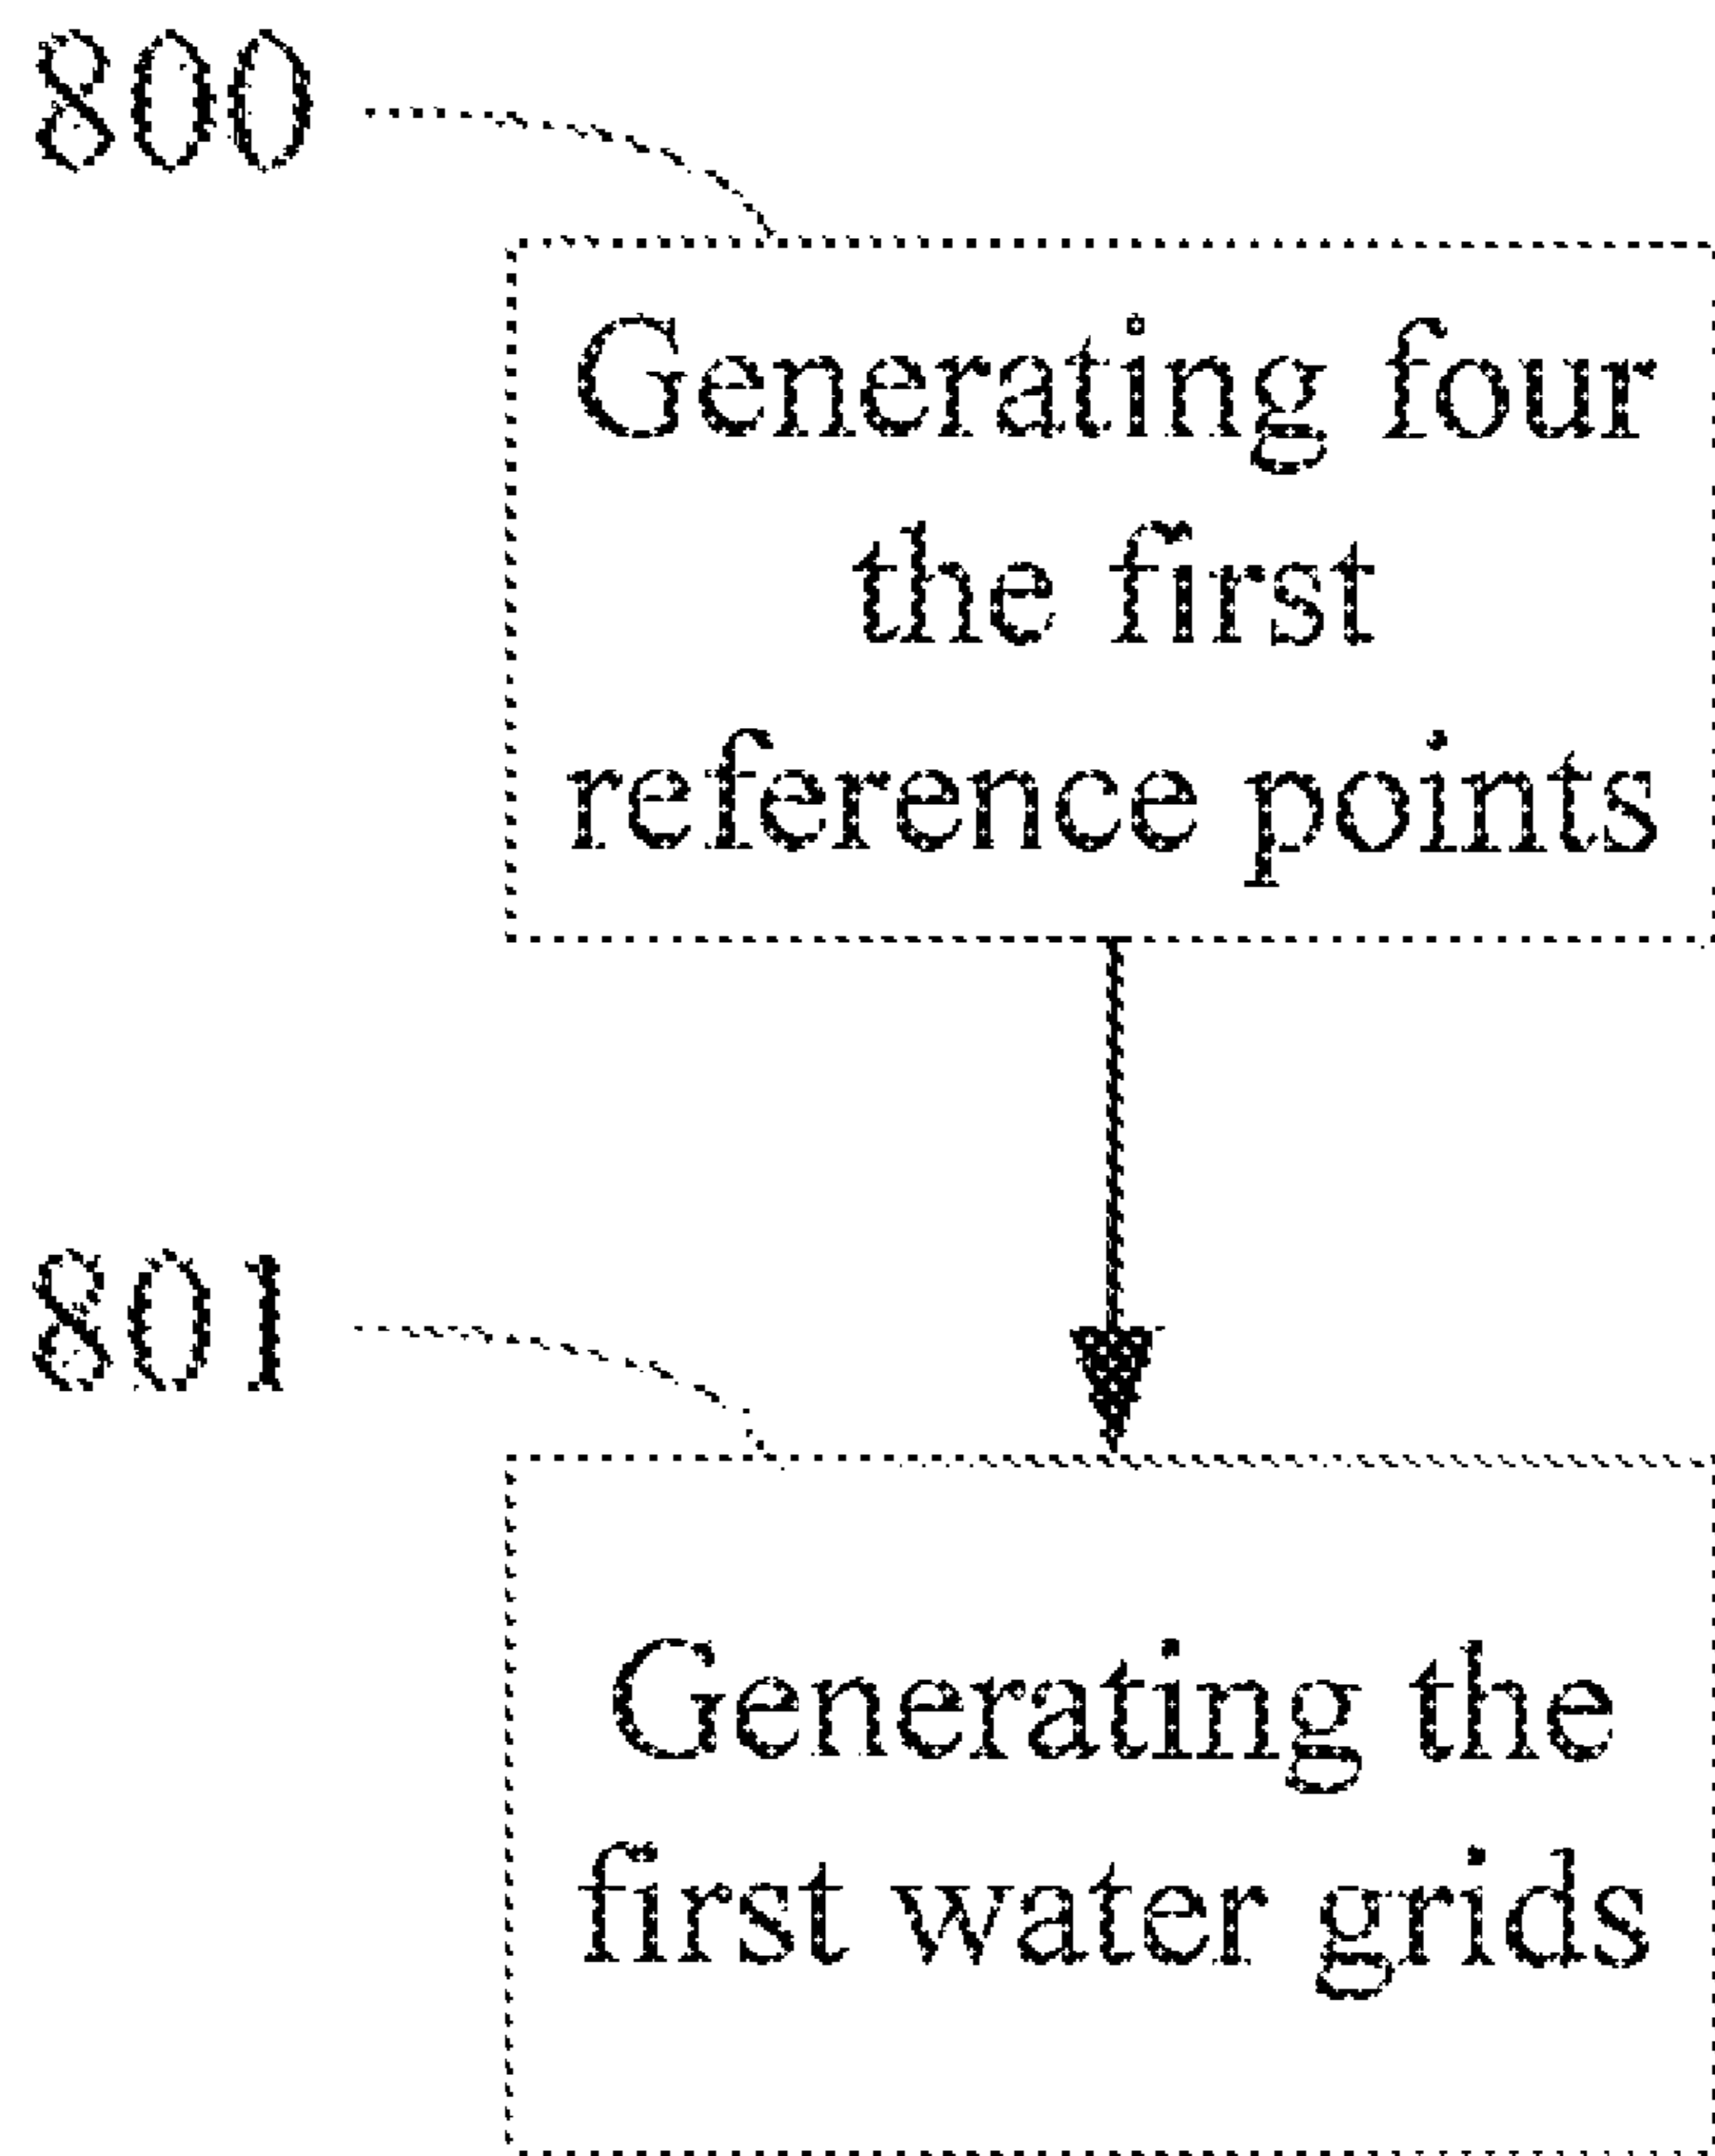 800
Generating four
the first
reference points
801
Generating the
first water grids